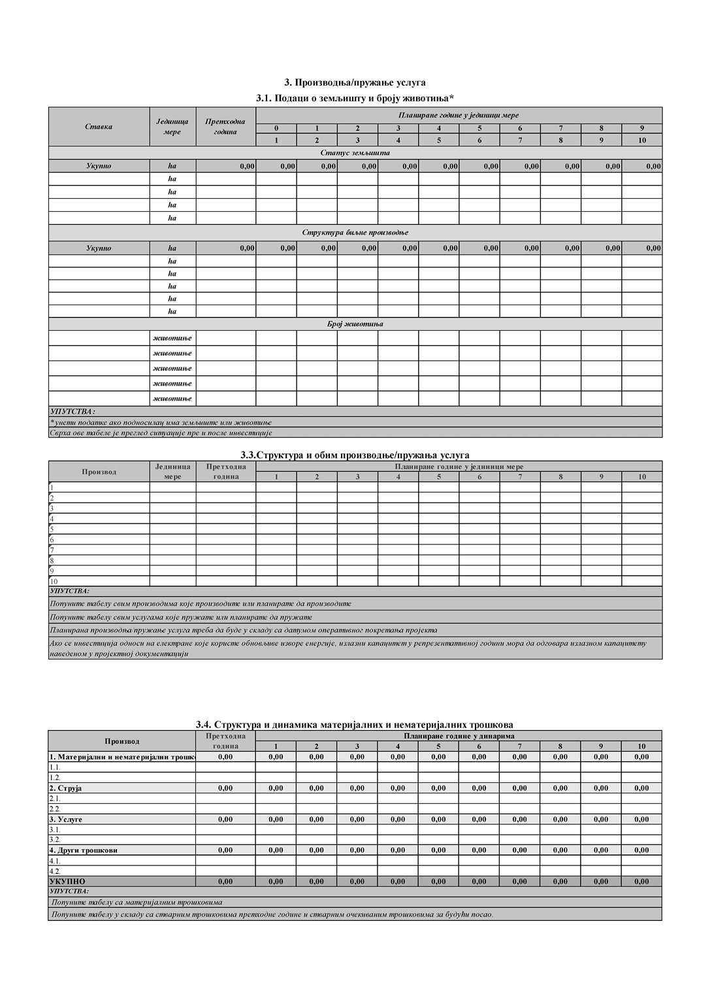 3. Производња/пружање услуга
3.1. Подаци о земљишту и броју животиња*
Ставка Јединица мере Претходна година Планиране године у јединици мере
0 1 2 3 4 5 6 7 8 9
1 2 3 4 5 6 7 8 9 10
Статус земљишта
Укупно ha 0,00 0,00 0,00 0,00 0,00 0,00 0,00 0,00 0,00 0,00 0,00
ha
ha
ha
ha
Структура биљне производње
Укупно ha 0,00 0,00 0,00 0,00 0,00 0,00 0,00 0,00 0,00 0,00 0,00
ha
ha
ha
ha
ha
Број животиња
животиње
животиње
животиње
животиње
животиње
УПУТСТВА:
*унети податке ако подносилац има земљиште или животиње
Сврха ове табеле је преглед ситуације пре и после инвестиције
3.3.Структура и обим производње/пружања услуга
Производ Јединица мере Претходна година Планиране године у јединици мере
1 2 3 4 5 6 7 8 9 10
1
2
3
4
5
6
7
8
9
10
УПУТСТВА:
Попуните табелу свим производима које производите или планирате да производите
Попуните табелу свим услугама које пружате или планирате да пружате
Планирана производња/пружање услуга треба да буде у складу са датумом оперативног покретања пројекта
Ако се инвестиција односи на електране које користе обновљиве изворе енергије, излазни капацитет у репрезентативној години мора да одговара излазном капацитету
наведеном у пројектној документацији
3.4. Структура и динамика материјалних и нематеријалних трошкова
Производ Претходна година Планиране године у динарима
1 2 3 4 5 6 7 8 9 10
1. Материјални и нематеријални трошко 0,00 0,00 0,00 0,00 0,00 0,00 0,00 0,00 0,00 0,00 0,00
1.1.
1.2.
2. Струја 0,00 0,00 0,00 0,00 0,00 0,00 0,00 0,00 0,00 0,00 0,00
2.1.
2.2.
3. Услуге 0,00 0,00 0,00 0,00 0,00 0,00 0,00 0,00 0,00 0,00 0,00
3.1.
3.2.
4. Други трошкови 0,00 0,00 0,00 0,00 0,00 0,00 0,00 0,00 0,00 0,00 0,00
4.1.
4.2.
УКУПНО 0,00 0,00 0,00 0,00 0,00 0,00 0,00 0,00 0,00 0,00 0,00
УПУТСТВА:
Попуните табелу са материјалним трошковима
Попуните табелу у складу са стварним трошковима претходне године и стварним очекиваним трошковима за будући посао.